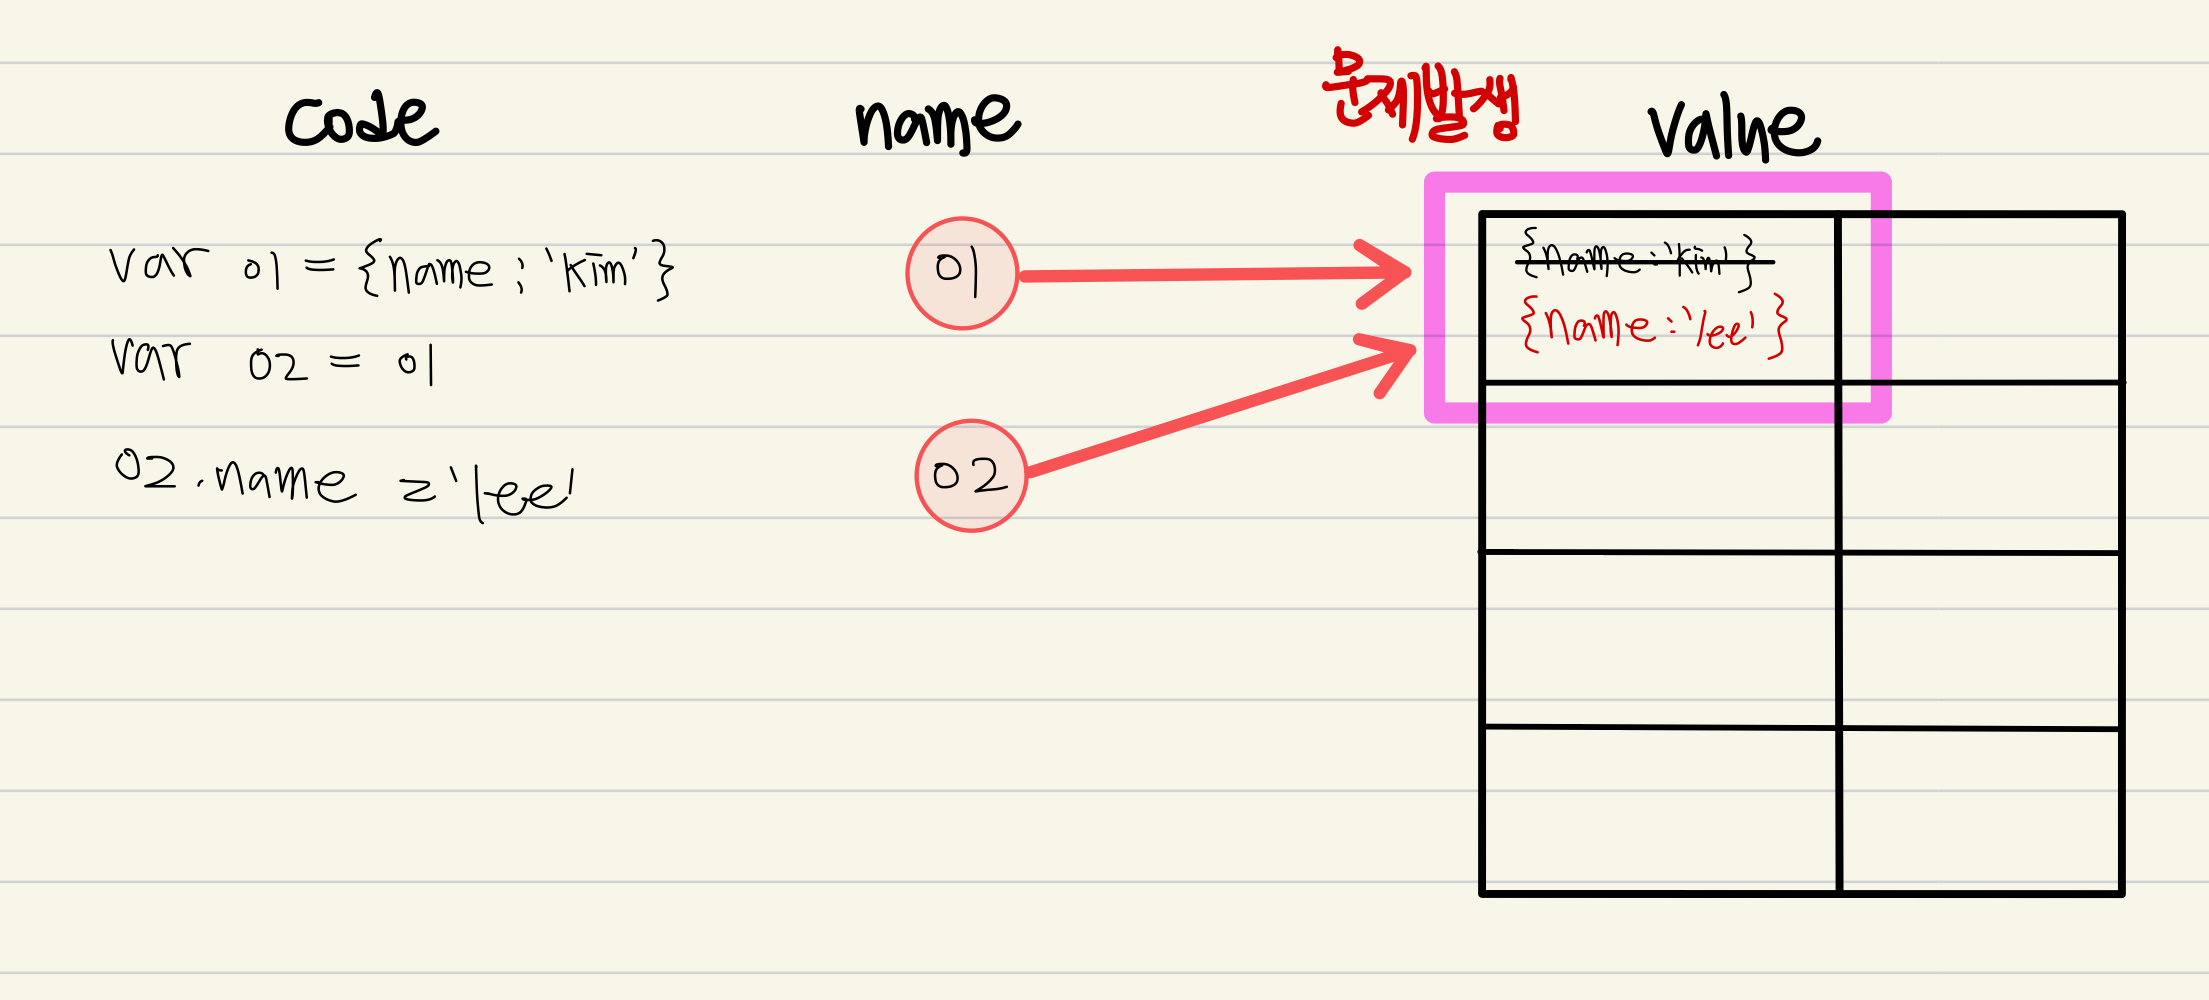 code
name
문제발생
value
var o1 = {name : 'kim'}
var o2 = o1
o2.name = 'lee'
o1
o2
{name : 'kim'}
{name : 'lee'}